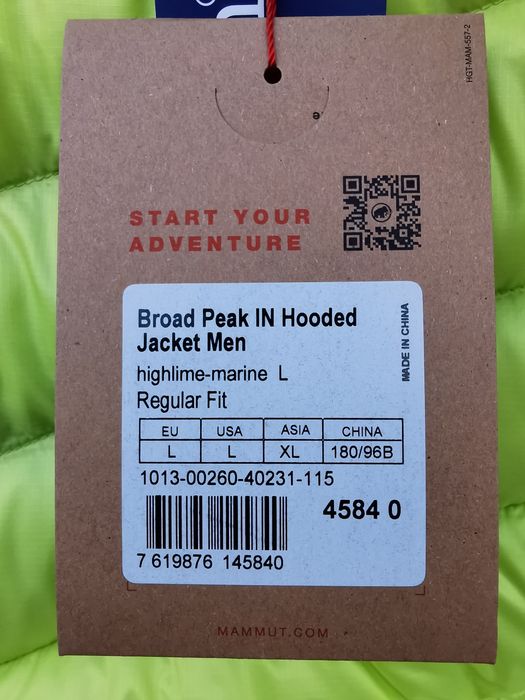 HGT-MAM-557-2
START YOUR
ADVENTURE
Broad Peak IN Hooded
Jacket Men
highlime-marine L
Regular Fit
MADE IN CHINA
EU USA ASIA CHINA
L L XL 180/96B
1013-00260-40231-115
4584 0
7 619876 145840
MAMMUT.COM